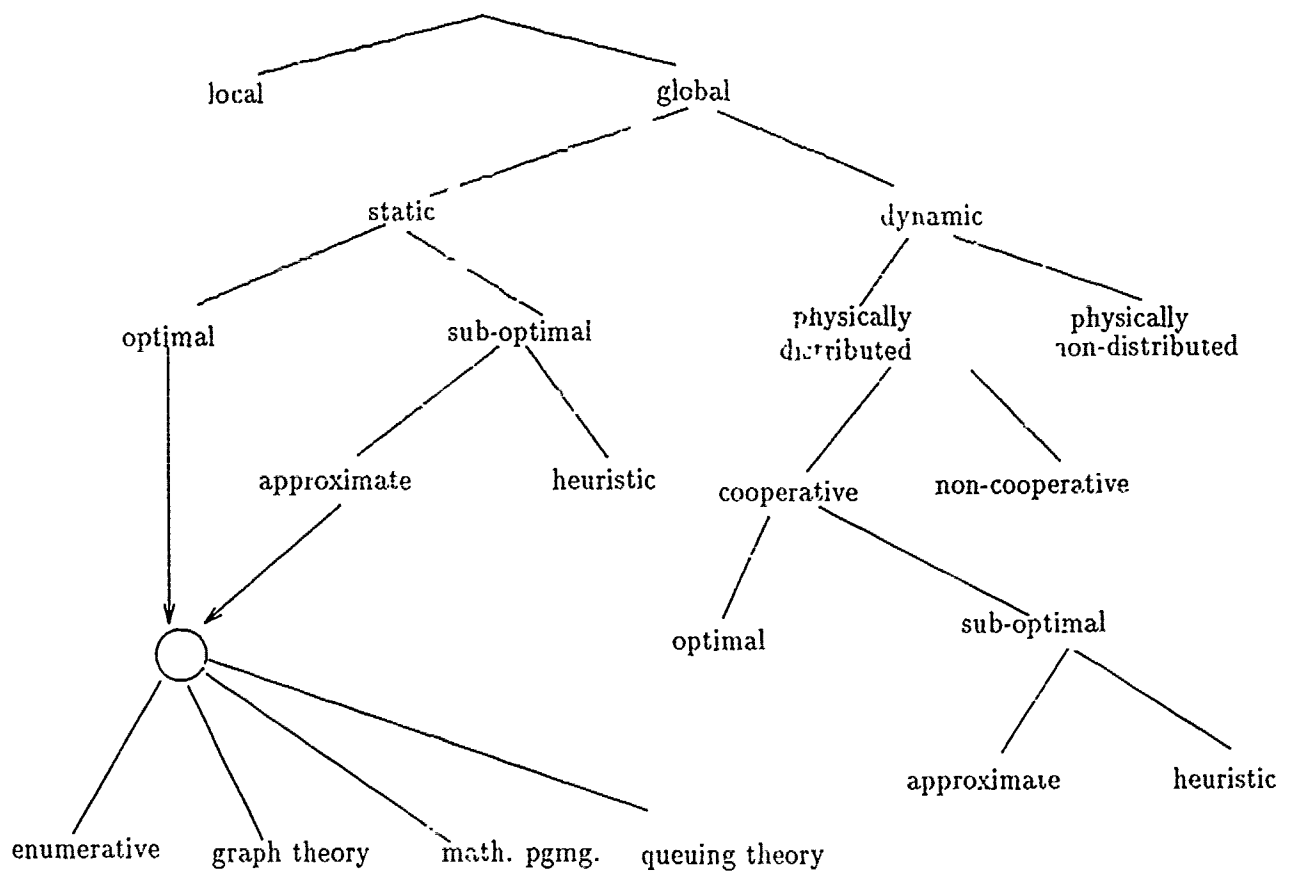 local
global
static
dynamic
optimal
sub-optimal
physically
distributed
physically
non-distributed
approximate
heuristic
cooperative
non-cooperative
optimal
sub-optimal
approximate
heuristic
enumerative
graph theory
math. pgmg.
queuing theory